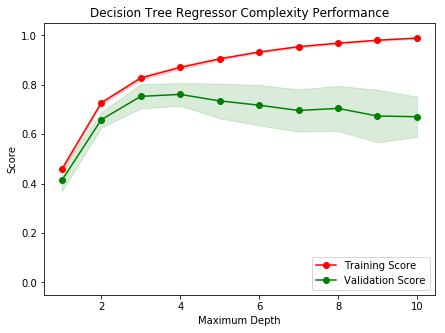 Decision Tree Regressor Complexity Performance
Score
1.0
0.8
0.6
0.4
0.2
0.0
Training Score
Validation Score
2 4 6 8 10
Maximum Depth